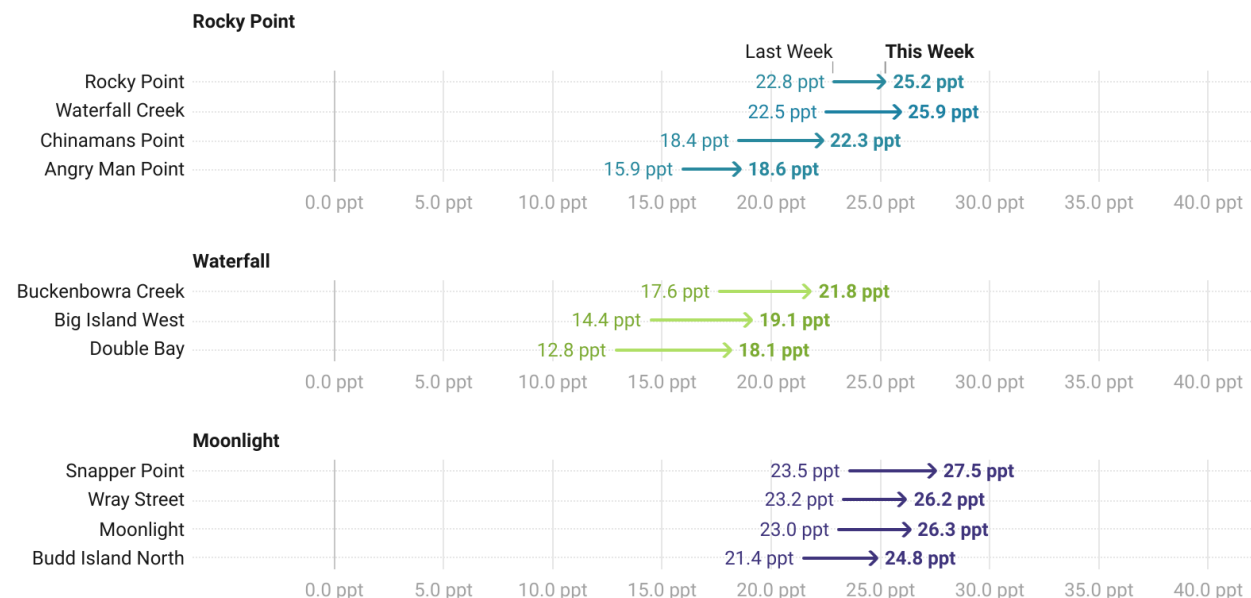 Rocky Point
Last Week This Week
Rocky Point 22.8 ppt 25.2 ppt
Waterfall Creek 22.5 ppt 25.9 ppt
Chinamans Point 18.4 ppt 22.3 ppt
Angry Man Point 15.9 ppt 18.6 ppt
0.0 ppt 5.0 ppt 10.0 ppt 15.0 ppt 20.0 ppt 25.0 ppt 30.0 ppt 35.0 ppt 40.0 ppt
Waterfall
Buckenbowra Creek 17.6 ppt 21.8 ppt
Big Island West 14.4 ppt 19.1 ppt
Double Bay 12.8 ppt 18.1 ppt
0.0 ppt 5.0 ppt 10.0 ppt 15.0 ppt 20.0 ppt 25.0 ppt 30.0 ppt 35.0 ppt 40.0 ppt
Moonlight
Snapper Point 23.5 ppt 27.5 ppt
Wray Street 23.2 ppt 26.2 ppt
Moonlight 23.0 ppt 26.3 ppt
Budd Island North 21.4 ppt 24.8 ppt
0.0 ppt 5.0 ppt 10.0 ppt 15.0 ppt 20.0 ppt 25.0 ppt 30.0 ppt 35.0 ppt 40.0 ppt